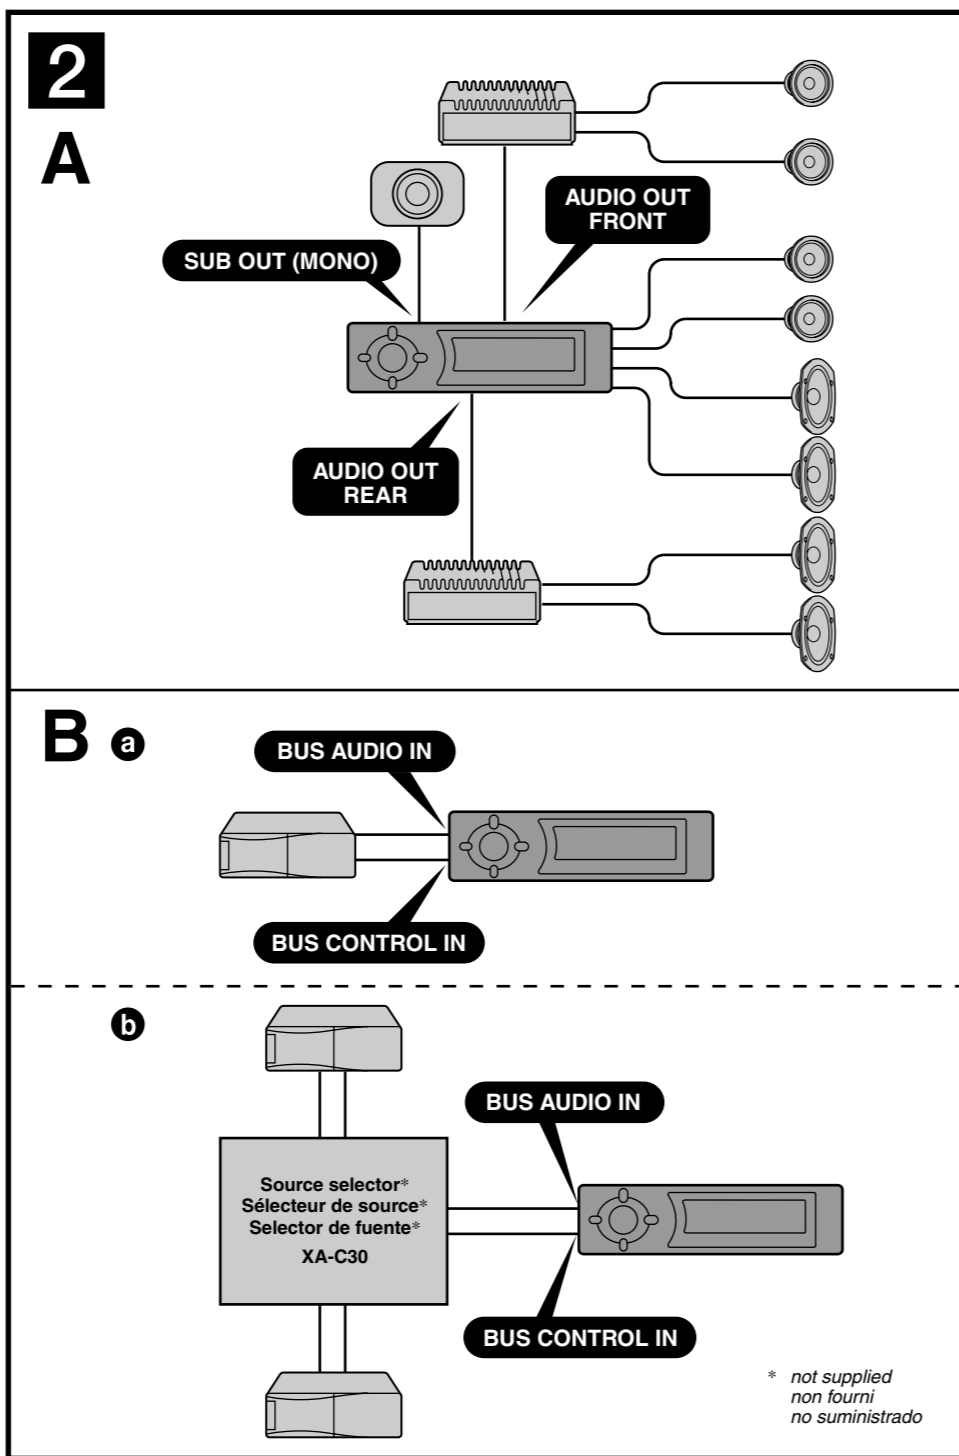 2
A
AUDIO OUT
FRONT
SUB OUT (MONO)
AUDIO OUT
REAR
B a
BUS AUDIO IN
BUS CONTROL IN
b
BUS AUDIO IN
Source selector*
Sélecteur de source*
Selector de fuente*
XA-C30
BUS CONTROL IN
* not supplied
non fourni
no suministrado